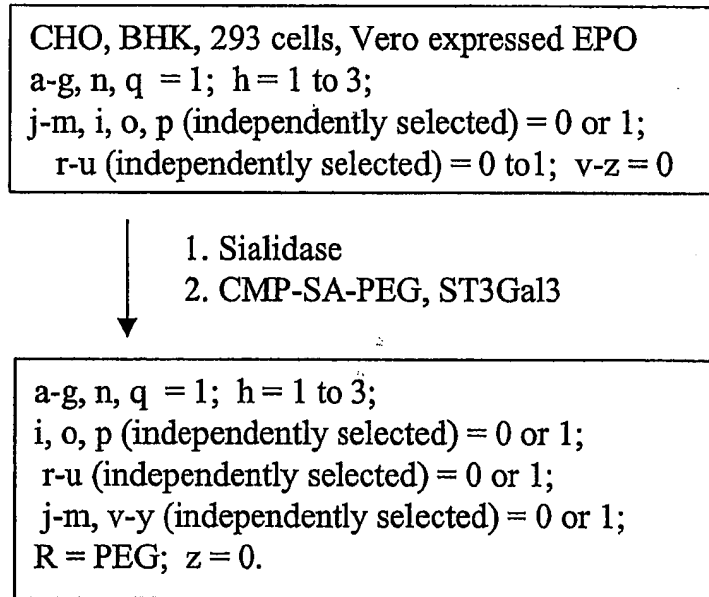 CHO, BHK, 293 cells, Vero expressed EPO
a-g, n, q = 1; h = 1 to 3;
j-m, i, o, p (independently selected) = 0 or 1;
r-u (independently selected) = 0 to1; v-z = 0
1. Sialidase
2. CMP-SA-PEG, ST3Gal3
a-g, n, q = 1; h = 1 to 3;
i, o, p (independently selected) = 0 or 1;
r-u (independently selected) = 0 or 1;
j-m, v-y (independently selected) = 0 or 1;
R = PEG; z = 0.